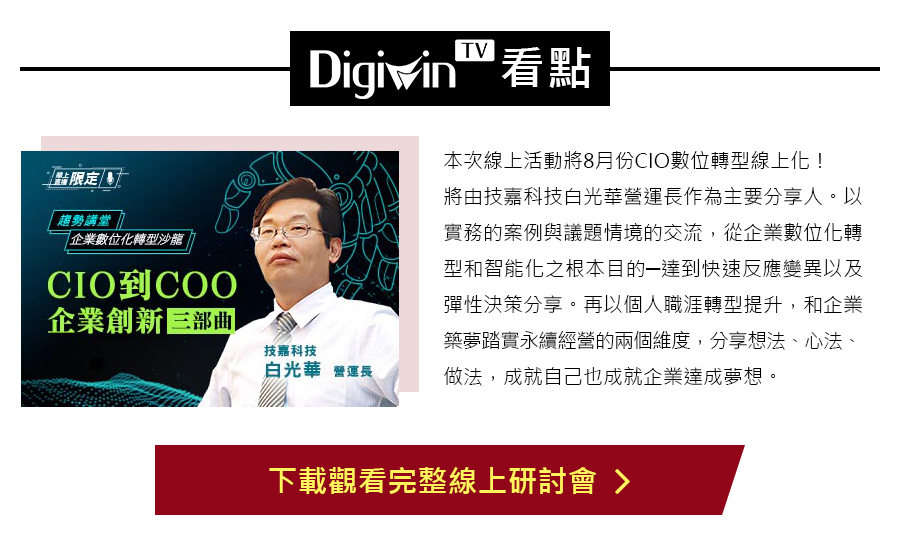 Digiwin TV 看點
線上直播 限定
趨勢講堂
企業數位化轉型沙龍
CIO到COO
企業創新 三部曲
技嘉科技
白光華 營運長
本次線上活動將8月份CIO數位轉型線上化！
將由技嘉科技白光華營運長作為主要分享人。以
實務的案例與議題情境的交流，從企業數位化轉
型和智能化之根本目的─達到快速反應變異以及
彈性決策分享。再以個人職涯轉型提升，和企業
築夢踏實永續經營的兩個維度，分享想法、心法、
做法，成就自己也成就企業達成夢想。
下載觀看完整線上研討會